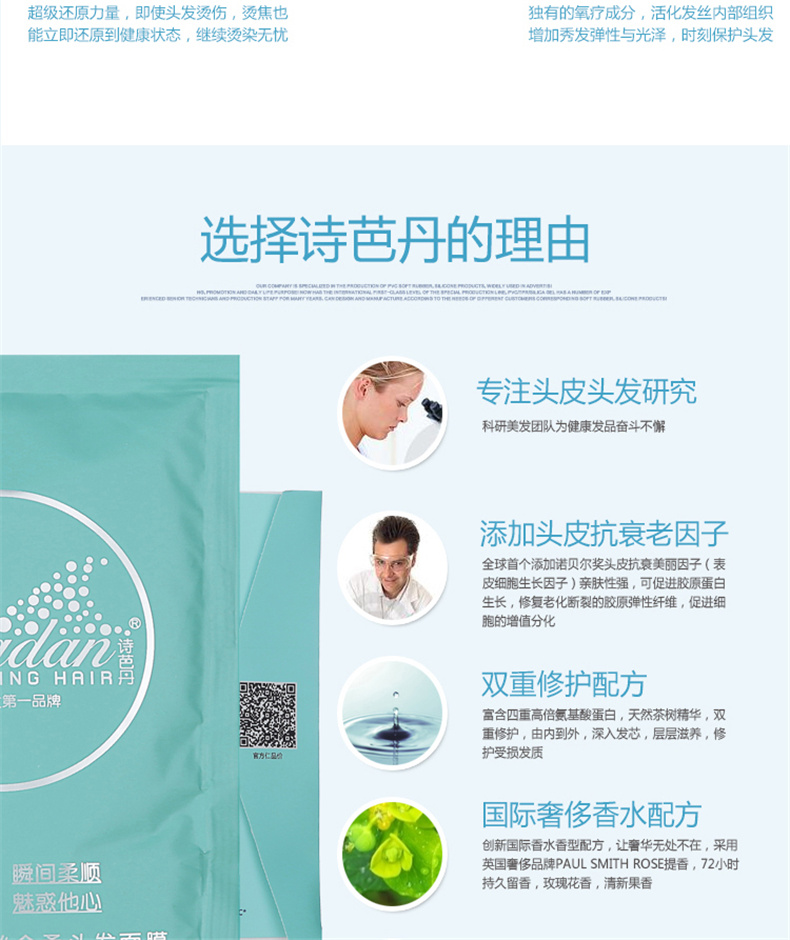 超级还原力量，即使头发烫伤，烫焦也
能立即还原到健康状态，继续烫染无忧
独有的氧疗成分，活化发丝内部组织
增加秀发弹性与光泽，时刻保护头发
选择诗芭丹的理由
OUR COMPANY IS SPECIALIZED IN THE PRODUCTION OF PVC SOFT RUBBER, SILICONE PRODUCTS, WIDELY USED IN ADVERTISI
NG, PROMOTION AND DAILY LIFE PURPOSES! NOW HAS THE INTERNATIONAL FIRST-CLASS LEVEL OF THE SPECIAL PRODUCTION LINE, HAS A NUMBER OF EXP
ERIENCED SENIOR TECHNICIANS AND PRODUCTION STAFF FOR MANY YEARS. CAN DESIGN AND MANUFACTURE ACCORDING TO THE NEEDS OF DIFFERENT CUSTOMERS CORRESPONDING SOFT RUBBER, SILICONE PRODUCTS!
专注头皮头发研究
科研美发团队为健康发品奋斗不懈
添加头皮抗衰老因子
全球首个添加诺贝尔奖头皮抗衰美丽因子（表
皮细胞生长因子）亲肤性强，可促进胶原蛋白
生长，修复老化断裂的胶原弹性纤维，促进细
胞的增值分化
双重修护配方
富含四重高倍氨基酸蛋白，天然茶树精华，双
重修护，由内到外，深入发芯，层层滋养，修
护受损发质
国际奢侈香水配方
创新国际香水香型配方，让奢华无处不在，采用
英国奢侈品牌PAUL SMITH ROSE提香，72小时
持久留香，玫瑰花香，清新果香
adan®
诗芭丹
ING HAIR
第一品牌
瞬间柔顺
魅惑他心
头发面膜